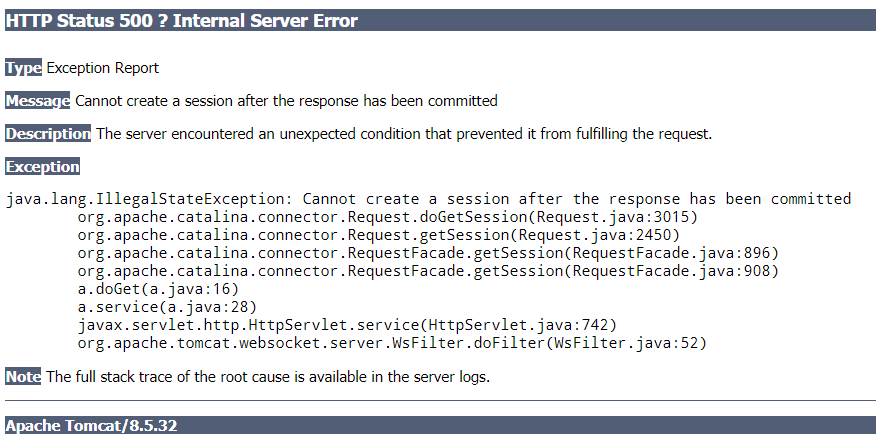 HTTP Status 500 ? Internal Server Error
Type Exception Report
Message Cannot create a session after the response has been committed
Description The server encountered an unexpected condition that prevented it from fulfilling the request.
Exception
java.lang.IllegalStateException: Cannot create a session after the response has been committed
org.apache.catalina.connector.Request.doGetSession(Request.java:3015)
org.apache.catalina.connector.Request.getSession(Request.java:2450)
org.apache.catalina.connector.RequestFacade.getSession(RequestFacade.java:896)
org.apache.catalina.connector.RequestFacade.getSession(RequestFacade.java:908)
a.doGet(a.java:16)
a.service(a.java:28)
javax.servlet.http.HttpServlet.service(HttpServlet.java:742)
org.apache.tomcat.websocket.server.WsFilter.doFilter(WsFilter.java:52)
Note The full stack trace of the root cause is available in the server logs.
Apache Tomcat/8.5.32